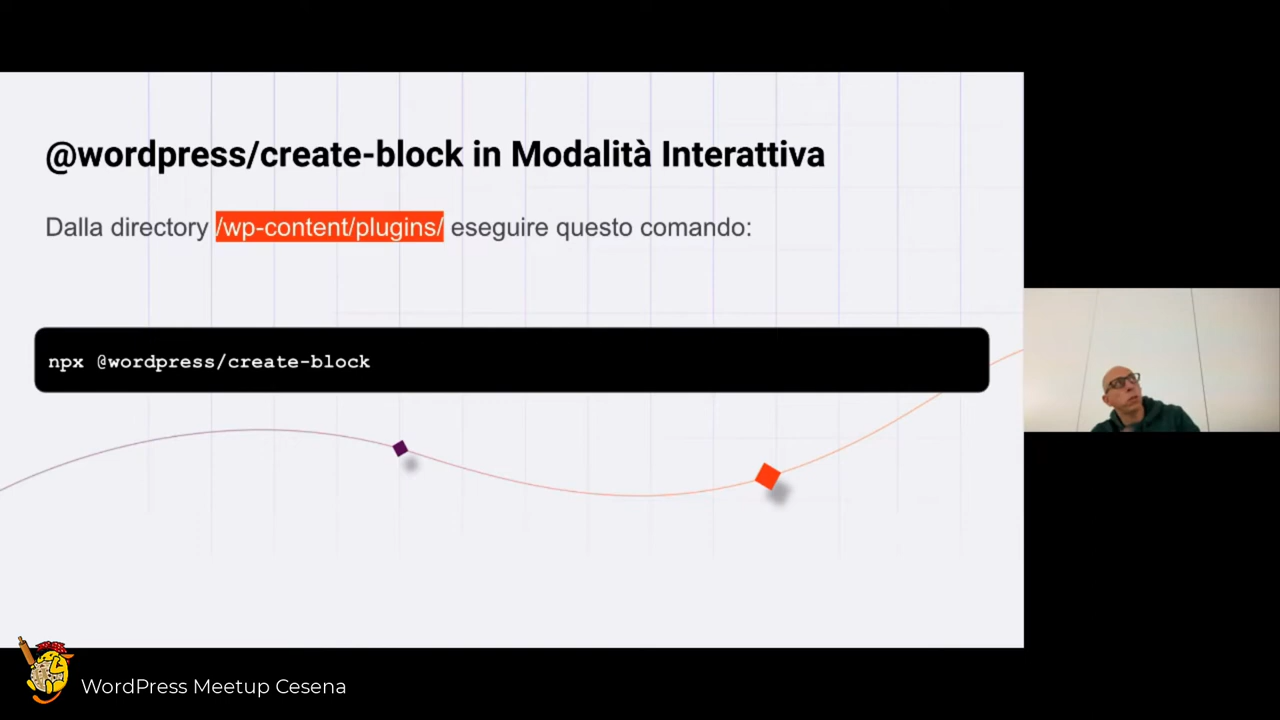 @wordpress/create-block in Modalità Interattiva
Dalla directory /wp-content/plugins/ eseguire questo comando:
npx @wordpress/create-block
WordPress Meetup Cesena